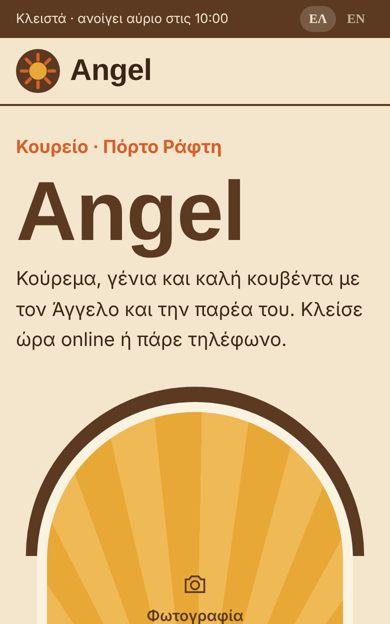 Κλειστά · ανοίγει αύριο στις 10:00
ΕΛ EN
Angel
Κουρείο · Πόρτο Ράφτη
Angel
Κούρεμα, γένια και καλή κουβέντα με
τον Άγγελο και την παρέα του. Κλείσε
ώρα online ή πάρε τηλέφωνο.
Φωτογραφία